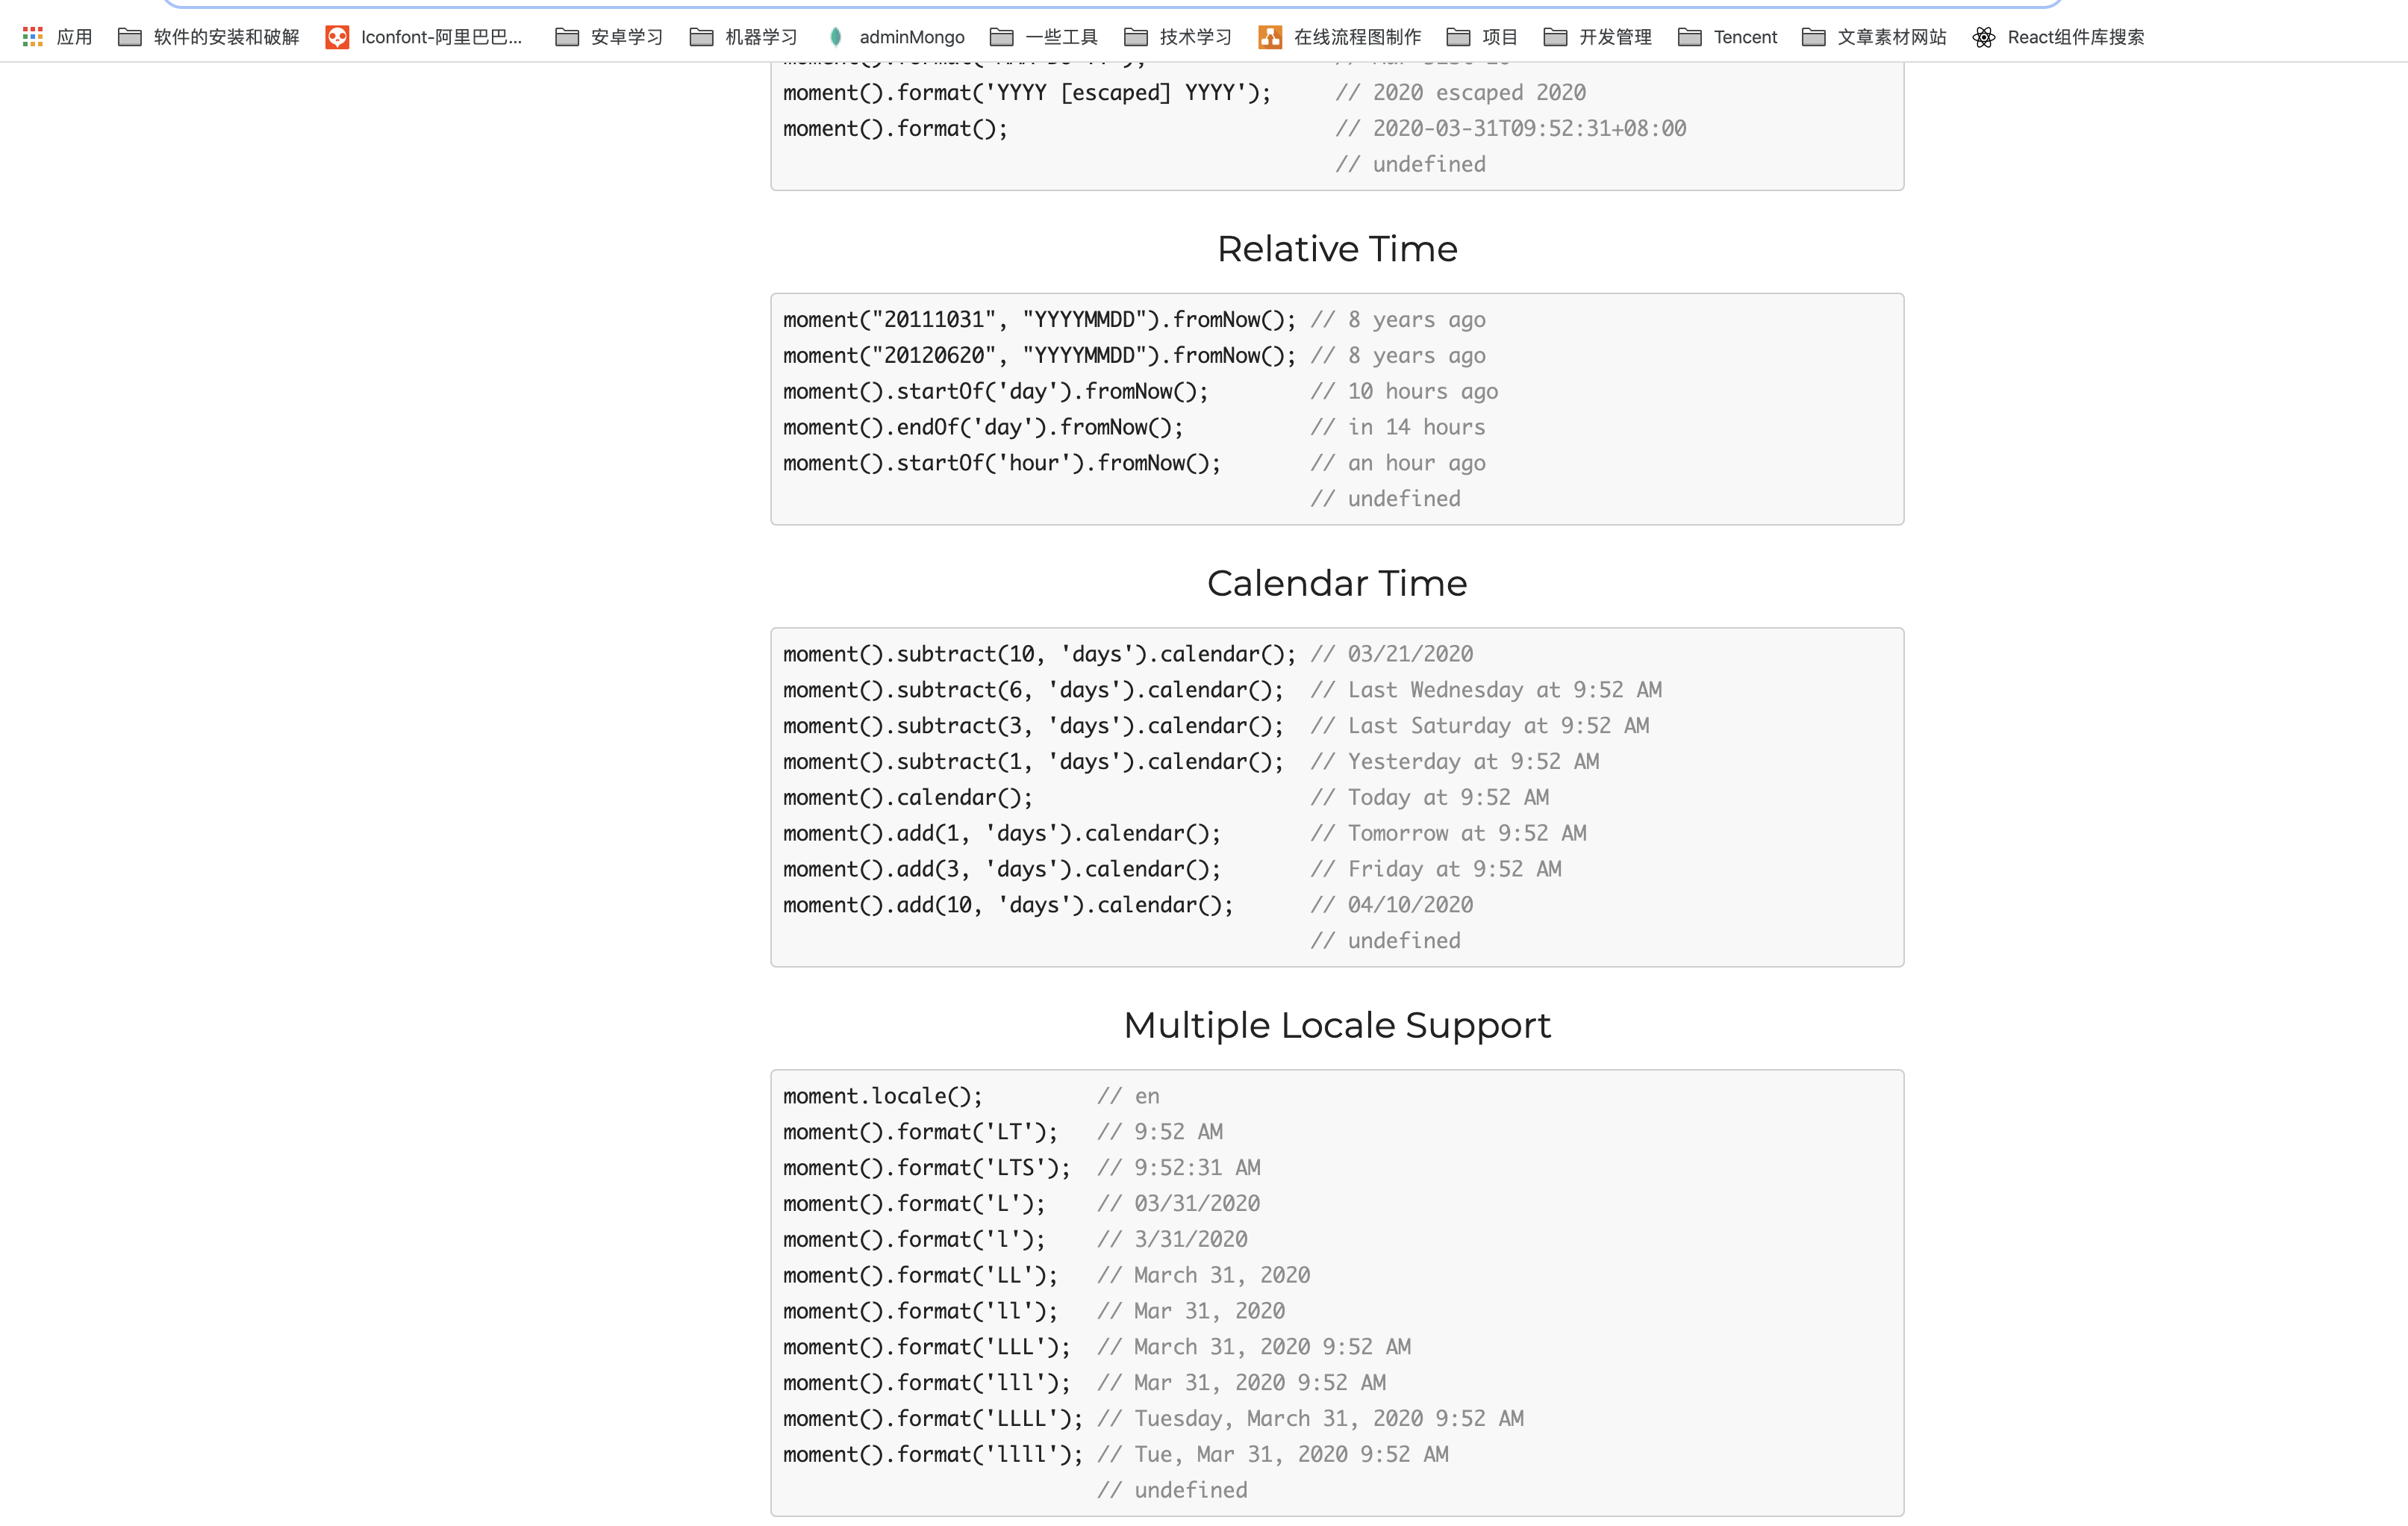 应用 软件的安装和破解 Iconfont-阿里巴巴... 安卓学习 机器学习 adminMongo 一些工具 技术学习 在线流程图制作 项目 开发管理 Tencent 文章素材网站 React组件库搜索
moment().format('YYYY [escaped] YYYY'); // 2020 escaped 2020
moment().format(); // 2020-03-31T09:52:31+08:00
// undefined
Relative Time
moment("20111031", "YYYYMMDD").fromNow(); // 8 years ago
moment("20120620", "YYYYMMDD").fromNow(); // 8 years ago
moment().startOf('day').fromNow(); // 10 hours ago
moment().endOf('day').fromNow(); // in 14 hours
moment().startOf('hour').fromNow(); // an hour ago
// undefined
Calendar Time
moment().subtract(10, 'days').calendar(); // 03/21/2020
moment().subtract(6, 'days').calendar(); // Last Wednesday at 9:52 AM
moment().subtract(3, 'days').calendar(); // Last Saturday at 9:52 AM
moment().subtract(1, 'days').calendar(); // Yesterday at 9:52 AM
moment().calendar(); // Today at 9:52 AM
moment().add(1, 'days').calendar(); // Tomorrow at 9:52 AM
moment().add(3, 'days').calendar(); // Friday at 9:52 AM
moment().add(10, 'days').calendar(); // 04/10/2020
// undefined
Multiple Locale Support
moment.locale(); // en
moment().format('LT'); // 9:52 AM
moment().format('LTS'); // 9:52:31 AM
moment().format('L'); // 03/31/2020
moment().format('l'); // 3/31/2020
moment().format('LL'); // March 31, 2020
moment().format('ll'); // Mar 31, 2020
moment().format('LLL'); // March 31, 2020 9:52 AM
moment().format('lll'); // Mar 31, 2020 9:52 AM
moment().format('LLLL'); // Tuesday, March 31, 2020 9:52 AM
moment().format('llll'); // Tue, Mar 31, 2020 9:52 AM
// undefined